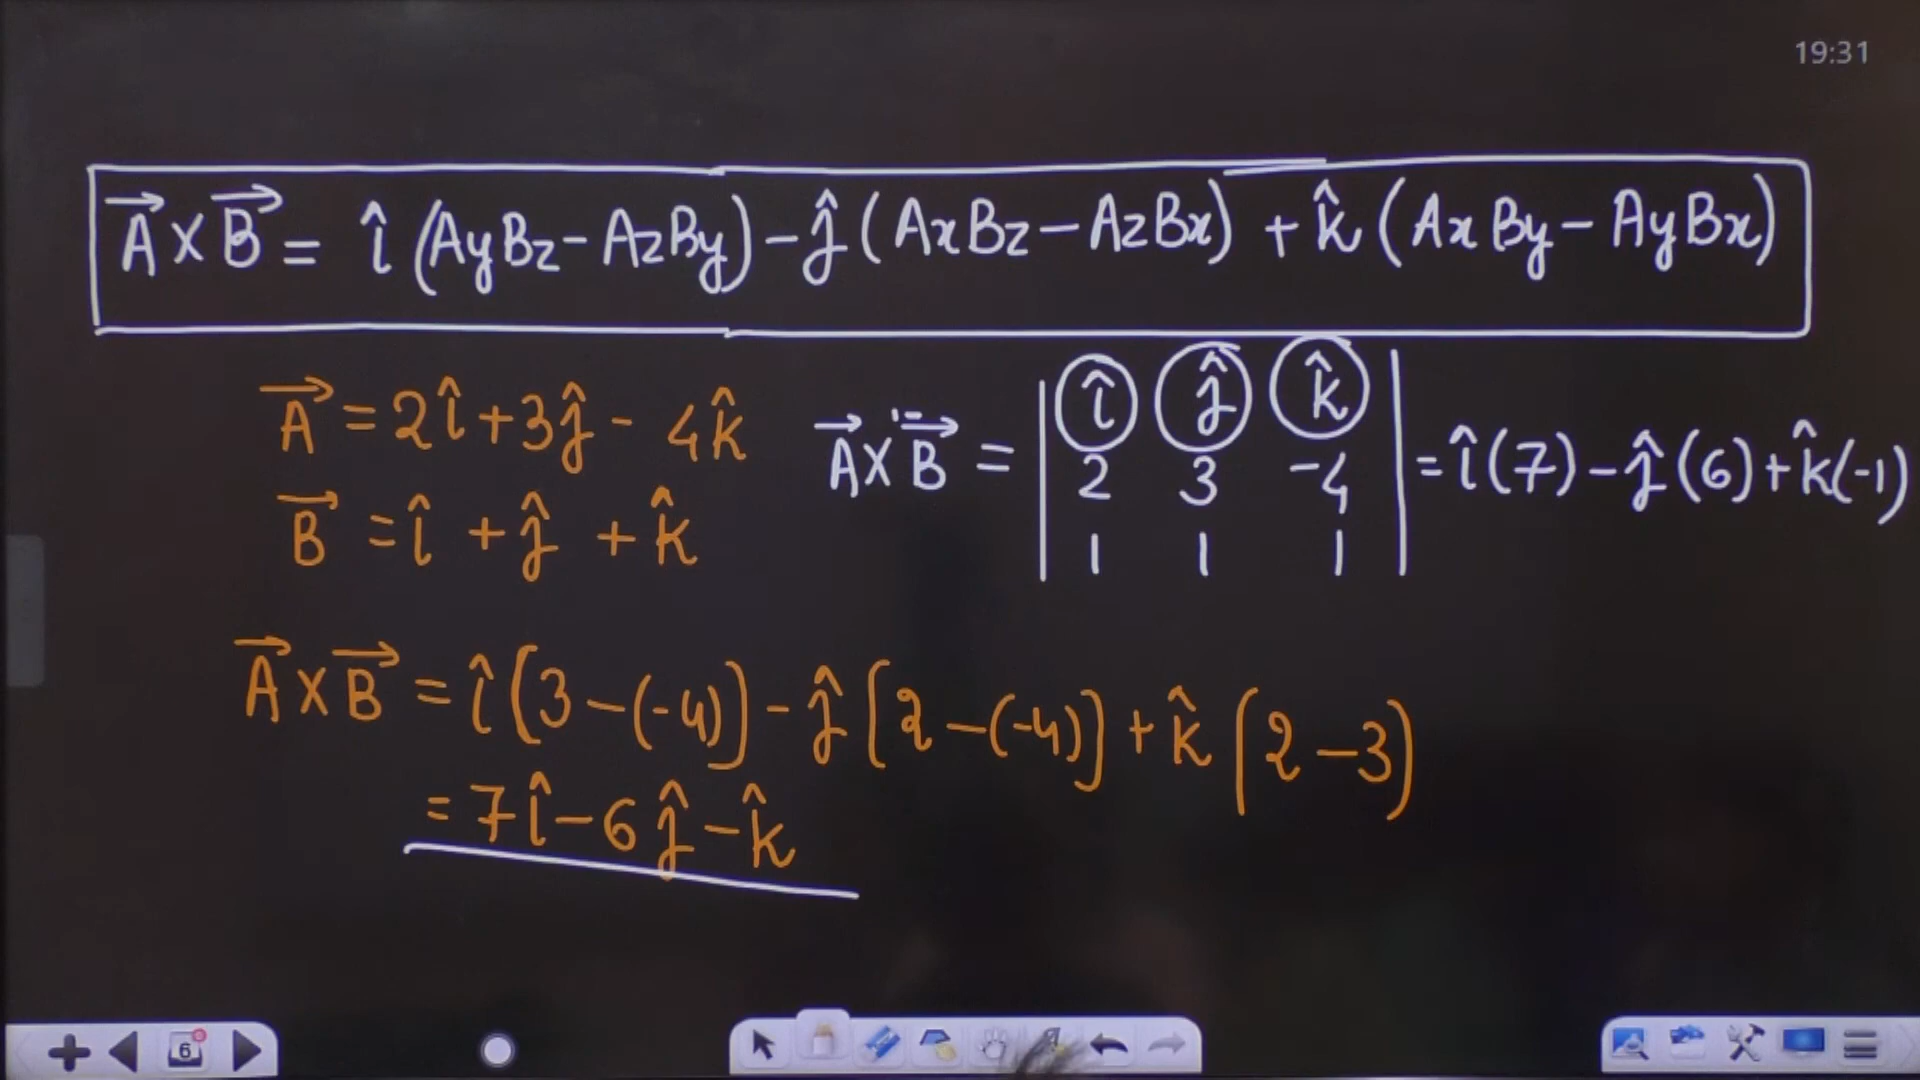 19:31
A⃗ × B⃗ = î (AyBz - AzBy) - ĵ (AxBz - AzBx) + k̂ (AxBy - AyBx)
A⃗ = 2î + 3ĵ - 4k̂
B⃗ = î + ĵ + k̂
A⃗ × B⃗ = | î ĵ k̂ | = î(7) - ĵ(6) + k̂(-1)
2 3 -4
1 1 1
A⃗ × B⃗ = î (3 - (-4)] - ĵ [2 - (-4)] + k̂ (2 - 3)
= 7î - 6ĵ - k̂
6